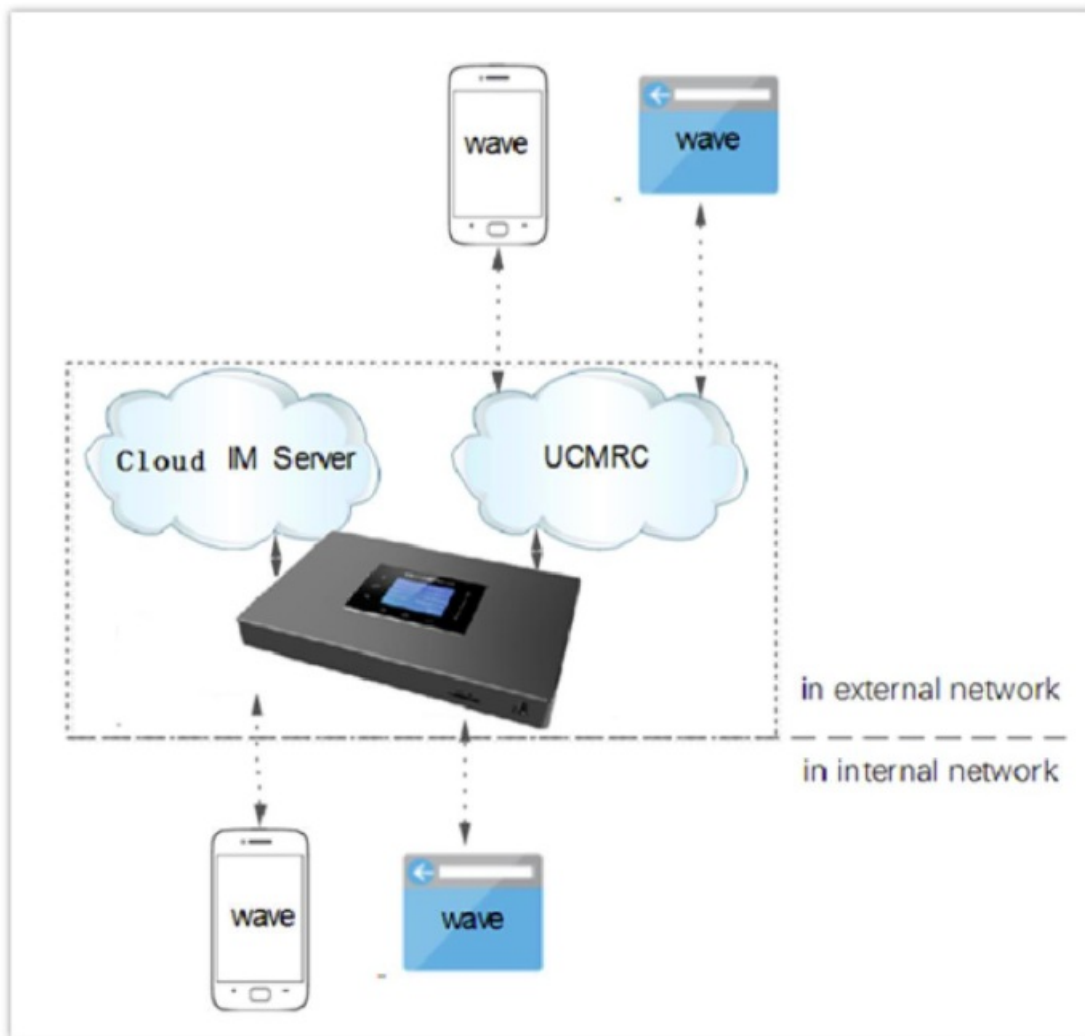 wave
wave
Cloud IM Server
UCMRC
in external network
in internal network
wave
wave